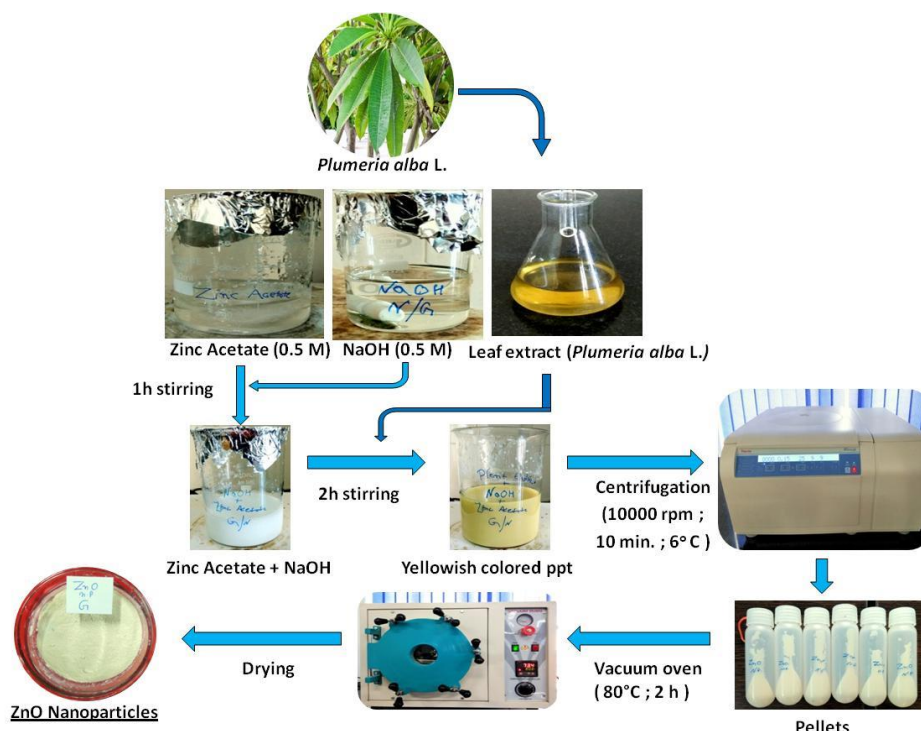 Plumeria alba L.
Zinc Acetate
NaOH
N/G
Zinc Acetate (0.5 M)
NaOH (0.5 M)
Leaf extract (Plumeria alba L.)
1h stirring
NaOH
+
Zinc Acetate
G/N
2h stirring
NaOH
+
Zinc Acetate
G/N
Centrifugation
(10000 rpm ;
10 min. ; 6° C )
Zinc Acetate + NaOH
Yellowish colored ppt
ZnO
n.p
G
Drying
Vacuum oven
( 80°C ; 2 h )
ZnO Nanoparticles
Pellets